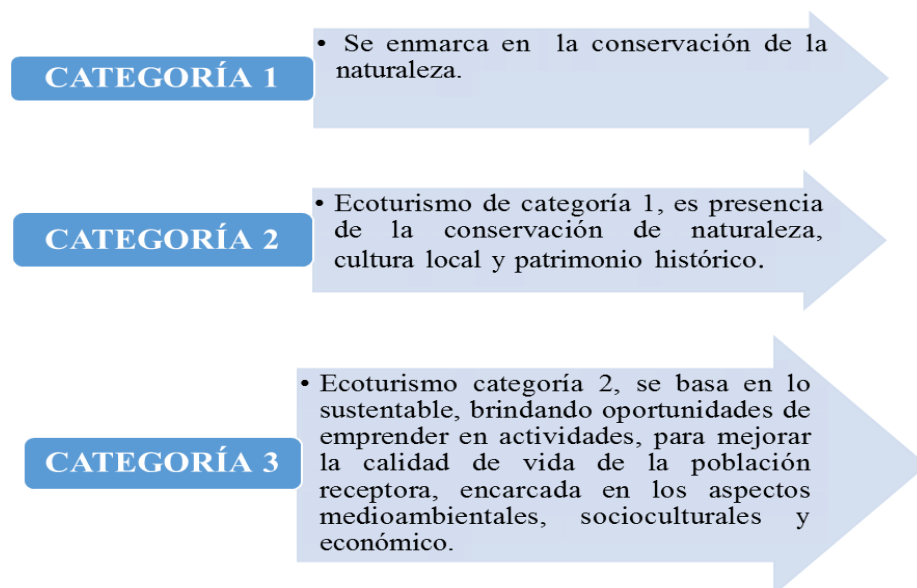 CATEGORÍA 1
• Se enmarca en la conservación de la
naturaleza.
CATEGORÍA 2
• Ecoturismo de categoría 1, es presencia
de la conservación de naturaleza,
cultura local y patrimonio histórico.
CATEGORÍA 3
• Ecoturismo categoría 2, se basa en lo
sustentable, brindando oportunidades de
emprender en actividades, para mejorar
la calidad de vida de la población
receptora, encarcada en los aspectos
medioambientales, socioculturales y
económico.